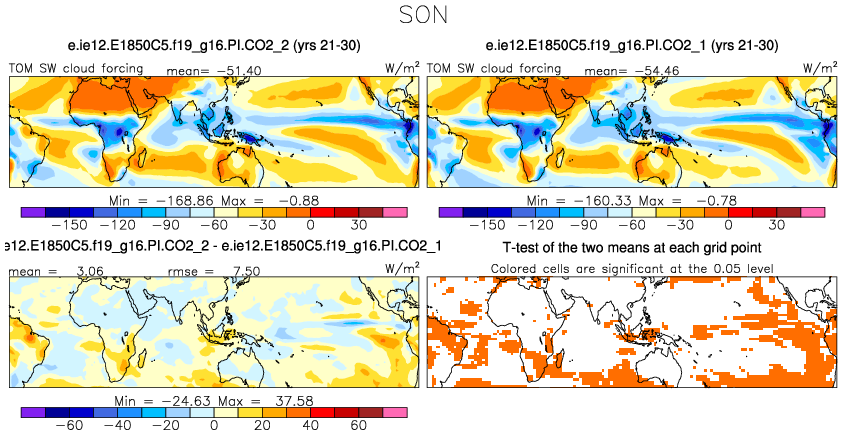 SON
e.ie12.E1850C5.f19_g16.PI.CO2_2 (yrs 21-30)
TOM SW cloud forcing mean= −51.40 W/m²
Min = −168.86 Max = −0.88
−150 −120 −90 −60 −30 0 30
e.ie12.E1850C5.f19_g16.PI.CO2_1 (yrs 21-30)
TOM SW cloud forcing mean= −54.46 W/m²
Min = −160.33 Max = −0.78
−150 −120 −90 −60 −30 0 30
e.ie12.E1850C5.f19_g16.PI.CO2_2 - e.ie12.E1850C5.f19_g16.PI.CO2_1
mean = 3.06 rmse = 7.50 W/m²
Min = −24.63 Max = 37.58
−60 −40 −20 0 20 40 60
T-test of the two means at each grid point
Colored cells are significant at the 0.05 level